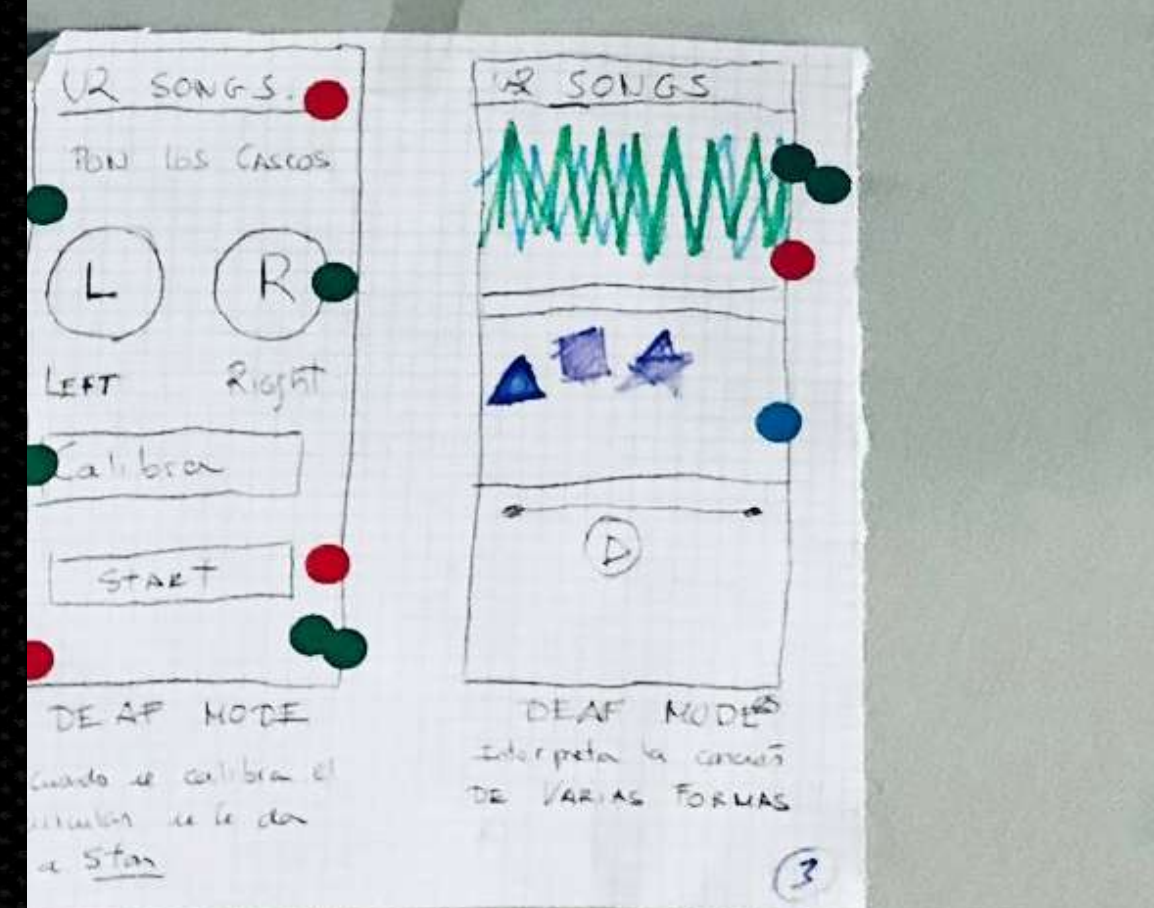 U2 SONGS.
PON LOS CASCOS
L R
LEFT Right
Calibra
START
DEAF MODE
cuando se calibra el
se le da
a Star
U2 SONGS
DEAF MODE
Interpreta la canción
DE VARIAS FORMAS
3